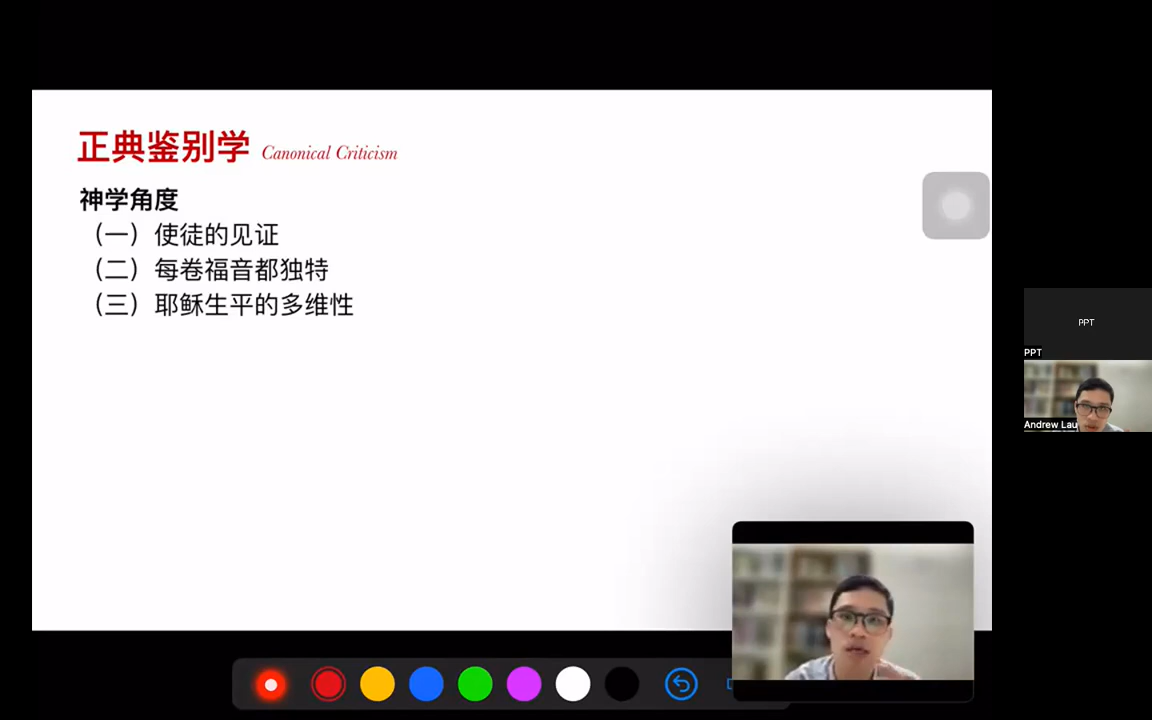 正典鉴别学 Canonical Criticism
神学角度
（一）使徒的见证
（二）每卷福音都独特
（三）耶稣生平的多维性
PPT
PPT
Andrew Lau